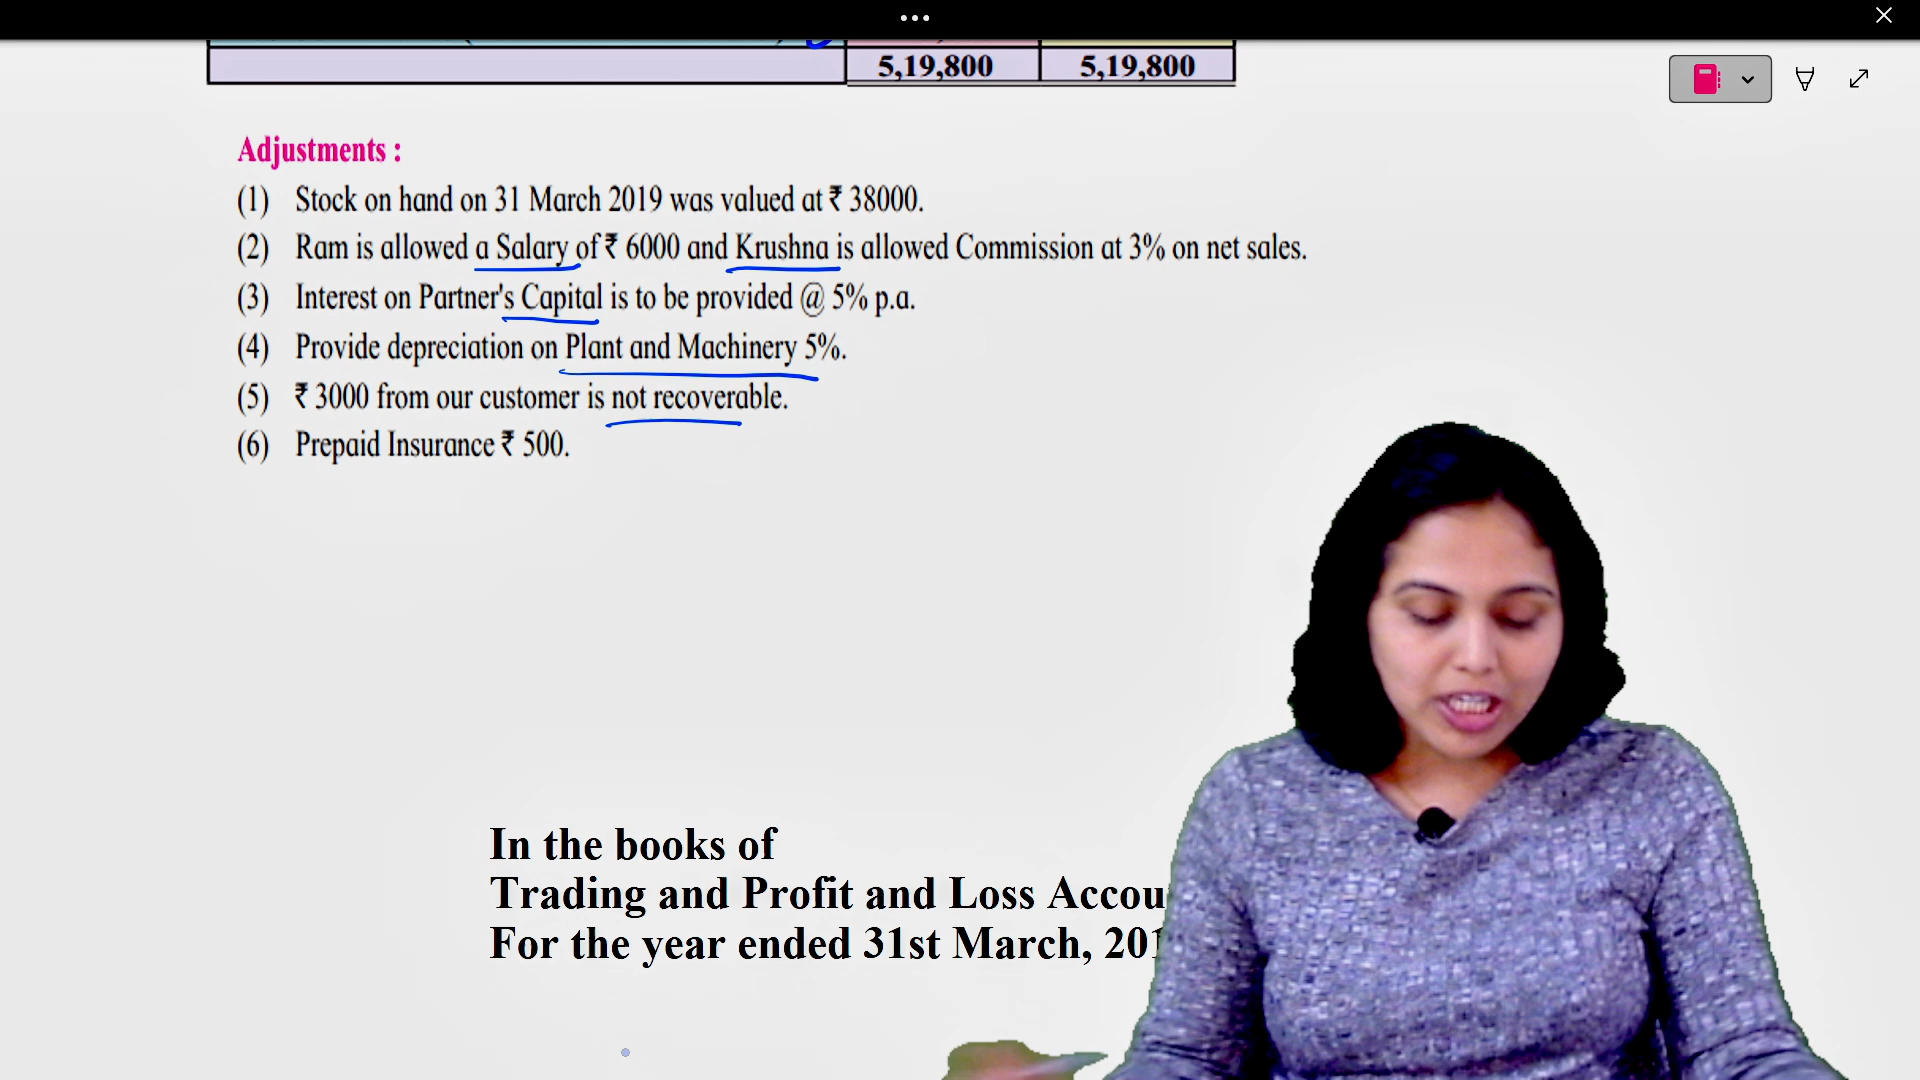 5,19,800 5,19,800
Adjustments :
(1) Stock on hand on 31 March 2019 was valued at ₹ 38000.
(2) Ram is allowed a Salary of ₹ 6000 and Krushna is allowed Commission at 3% on net sales.
(3) Interest on Partner's Capital is to be provided @ 5% p.a.
(4) Provide depreciation on Plant and Machinery 5%.
(5) ₹ 3000 from our customer is not recoverable.
(6) Prepaid Insurance ₹ 500.
In the books of
Trading and Profit and Loss Accou
For the year ended 31st March, 201